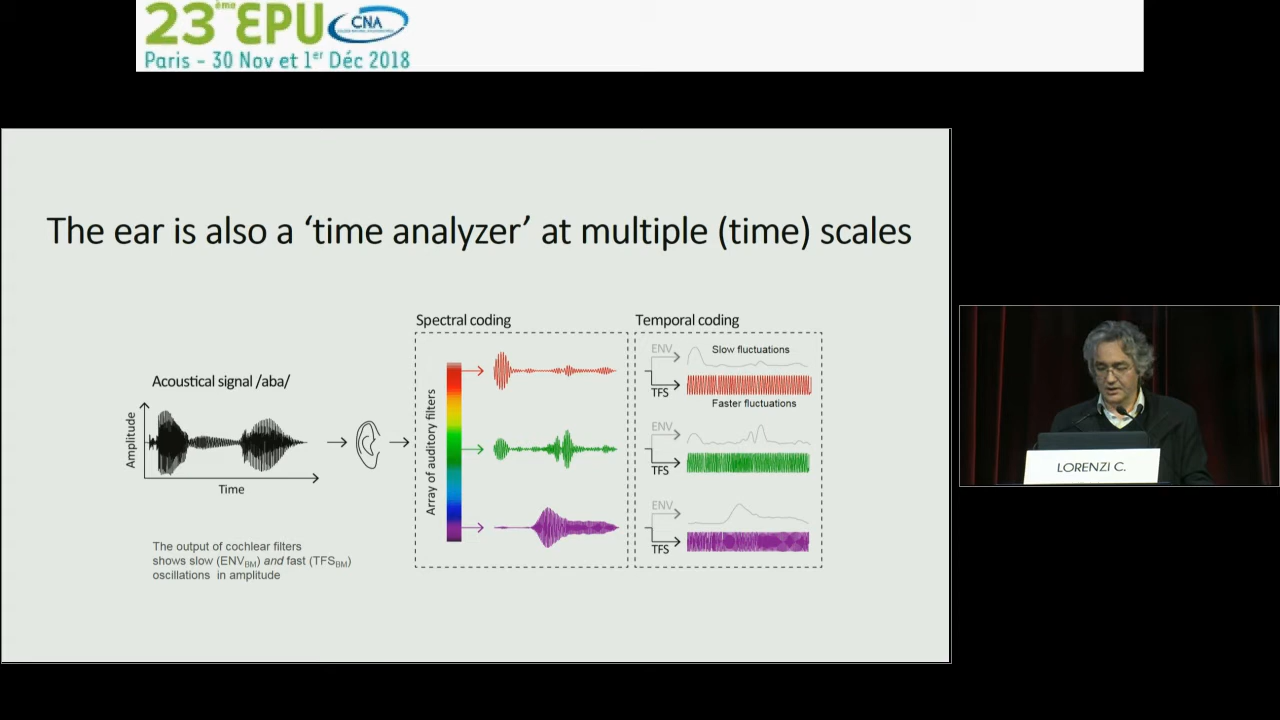 23ème EPU CNA
Paris - 30 Nov et 1er Déc 2018
The ear is also a ‘time analyzer’ at multiple (time) scales
Spectral coding
Temporal coding
Acoustical signal /aba/
Amplitude
Time
Array of auditory filters
ENV
Slow fluctuations
TFS
Faster fluctuations
ENV
TFS
ENV
TFS
The output of cochlear filters
shows slow (ENVBM) and fast (TFSBM)
oscillations in amplitude
LORENZI C.